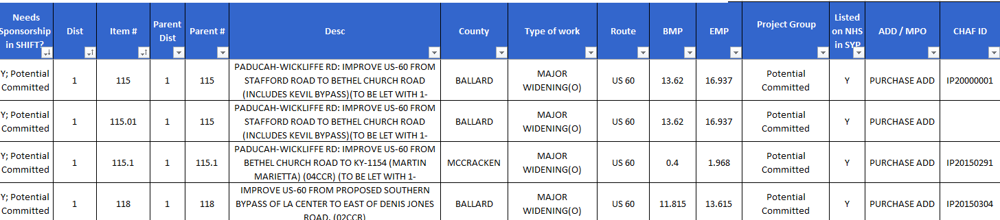 Needs Sponsorship in SHIFT? Dist Item # Parent Dist Parent # Desc County Type of work Route BMP EMP Project Group Listed on NHS in SYP ADD / MPO CHAF ID
Y; Potential Committed 1 115 1 115 PADUCAH-WICKLIFFE RD: IMPROVE US-60 FROM STAFFORD ROAD TO BETHEL CHURCH ROAD (INCLUDES KEVIL BYPASS)(TO BE LET WITH 1- BALLARD MAJOR WIDENING(O) US 60 13.62 16.937 Potential Committed Y PURCHASE ADD IP20000001
Y; Potential Committed 1 115.01 1 115 PADUCAH-WICKLIFFE RD: IMPROVE US-60 FROM STAFFORD ROAD TO BETHEL CHURCH ROAD (INCLUDES KEVIL BYPASS)(TO BE LET WITH 1- BALLARD MAJOR WIDENING(O) US 60 13.62 16.937 Potential Committed Y PURCHASE ADD
Y; Potential Committed 1 115.1 1 115.1 PADUCAH-WICKLIFFE RD: IMPROVE US-60 FROM BETHEL CHURCH ROAD TO KY-1154 (MARTIN MARIETTA) (04CCR) (TO BE LET WITH 1- MCCRACKEN MAJOR WIDENING(O) US 60 0.4 1.968 Potential Committed Y PURCHASE ADD IP20150291
Y; Potential Committed 1 118 1 118 IMPROVE US-60 FROM PROPOSED SOUTHERN BYPASS OF LA CENTER TO EAST OF DENIS JONES ROAD. (02CCR) BALLARD MAJOR WIDENING(O) US 60 11.815 13.615 Potential Committed Y PURCHASE ADD IP20150304